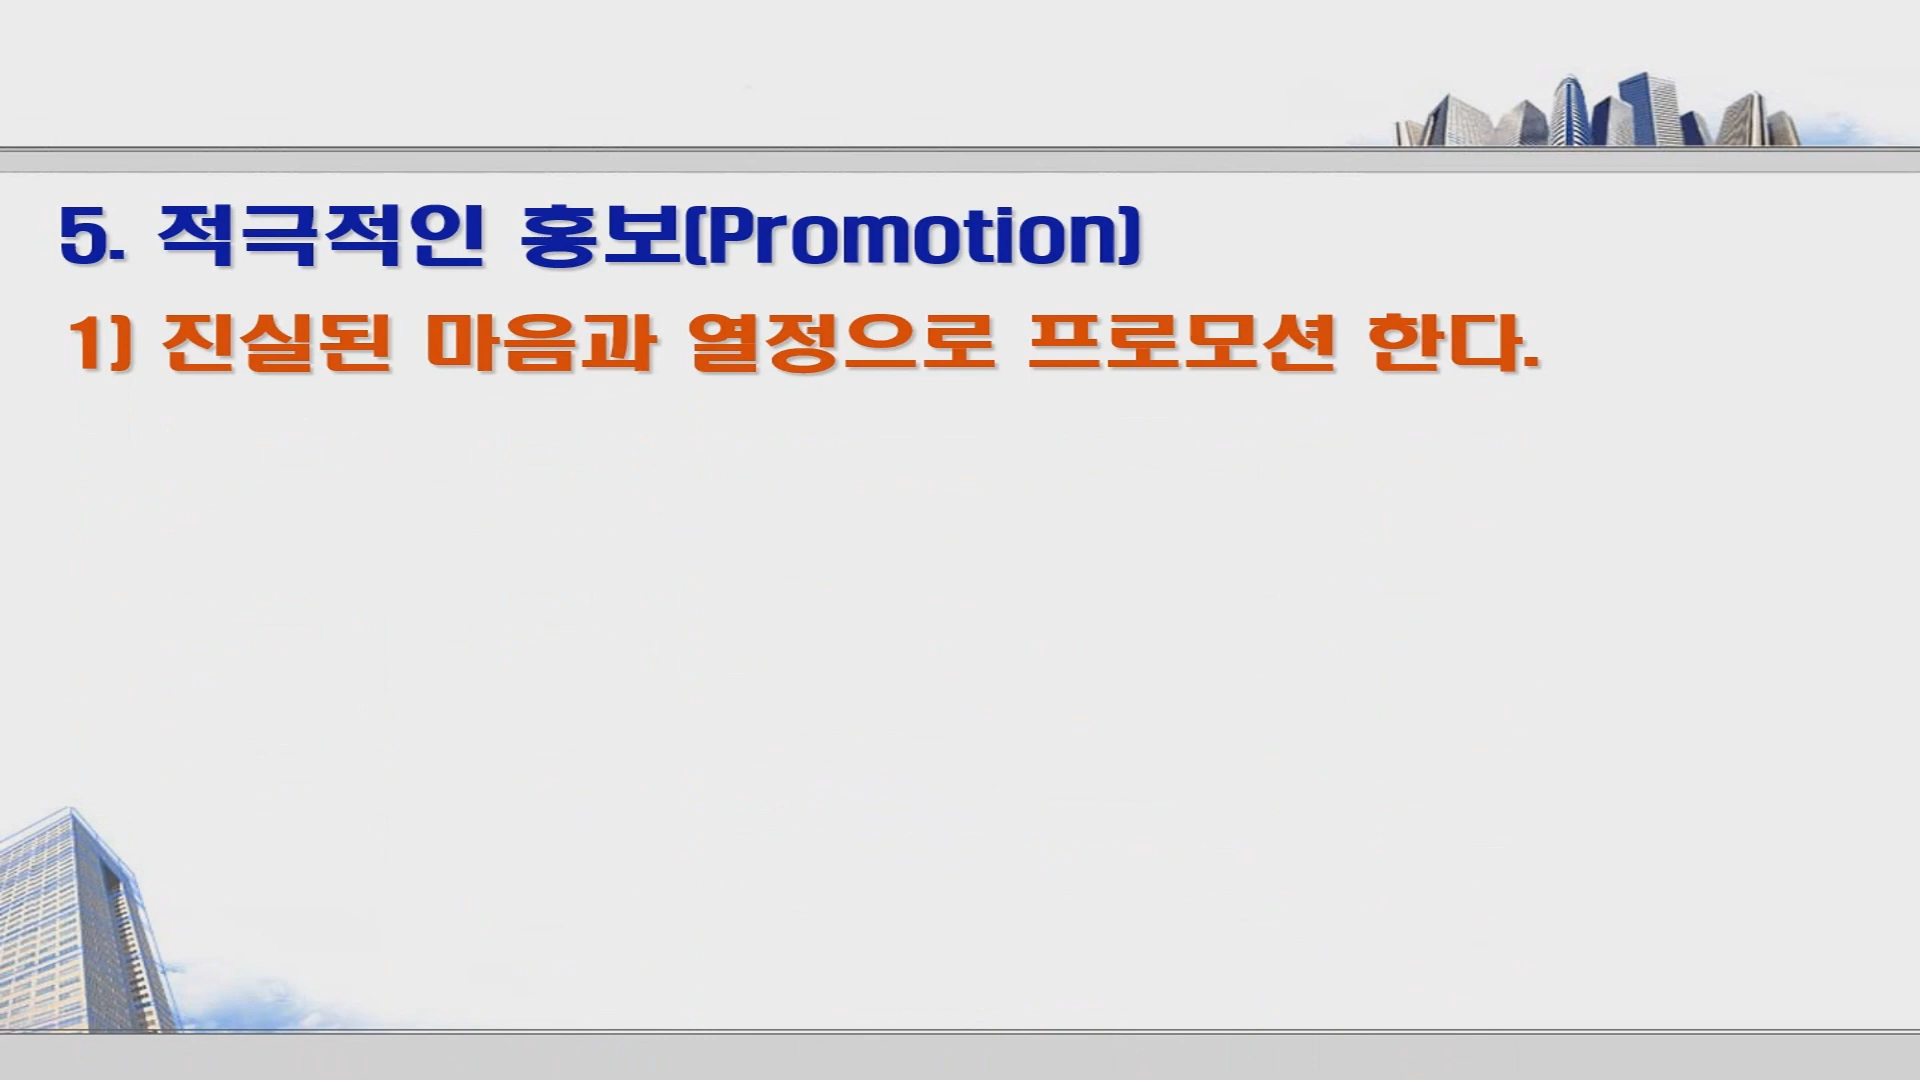 5. 적극적인 홍보(Promotion)
1) 진실된 마음과 열정으로 프로모션 한다.